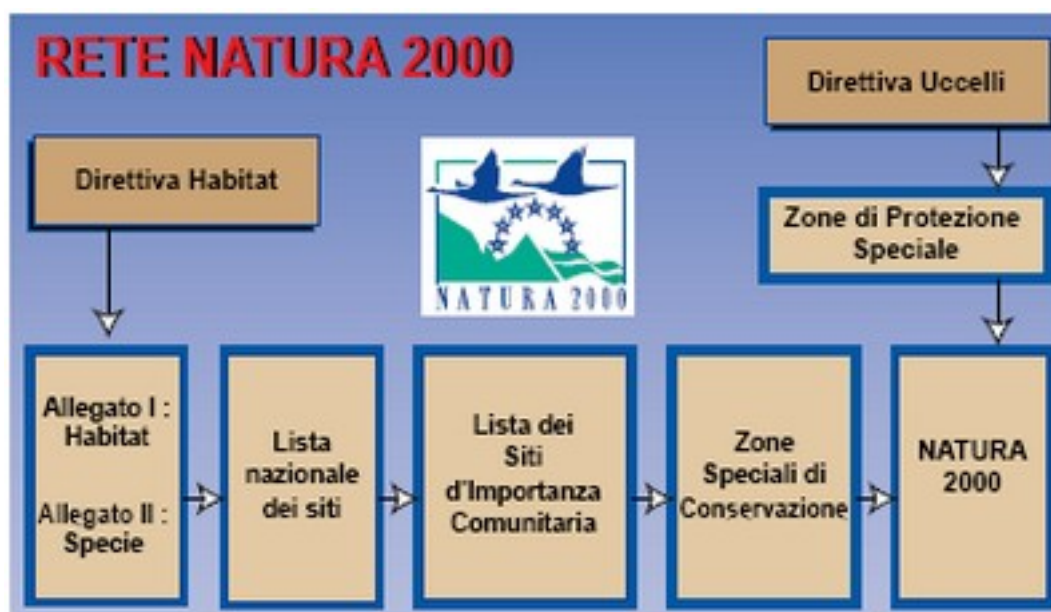 RETE NATURA 2000
Direttiva Uccelli
Direttiva Habitat
Zone di Protezione
Speciale
NATURA 2000
Allegato I :
Habitat
Allegato II :
Specie
Lista
nazionale
dei siti
Lista dei
Siti
d'Importanza
Comunitaria
Zone
Speciali di
Conservazione
NATURA
2000